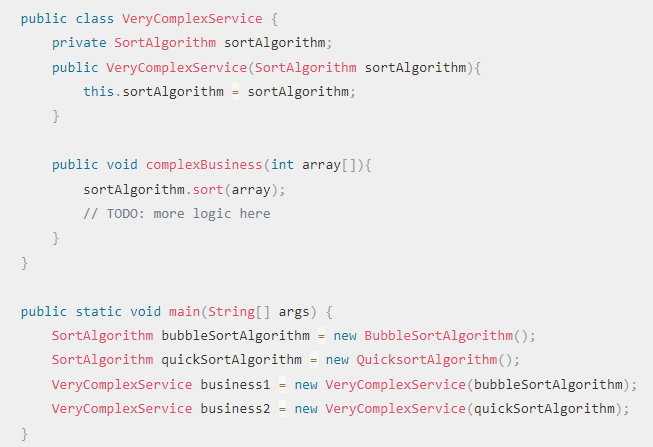 public class VeryComplexService {
    private SortAlgorithm sortAlgorithm;
    public VeryComplexService(SortAlgorithm sortAlgorithm){
        this.sortAlgorithm = sortAlgorithm;
    }

    public void complexBusiness(int array[]){
        sortAlgorithm.sort(array);
        // TODO: more logic here
    }
}

public static void main(String[] args) {
    SortAlgorithm bubbleSortAlgorithm = new BubbleSortAlgorithm();
    SortAlgorithm quickSortAlgorithm = new QuicksortAlgorithm();
    VeryComplexService business1 = new VeryComplexService(bubbleSortAlgorithm);
    VeryComplexService business2 = new VeryComplexService(quickSortAlgorithm);
}